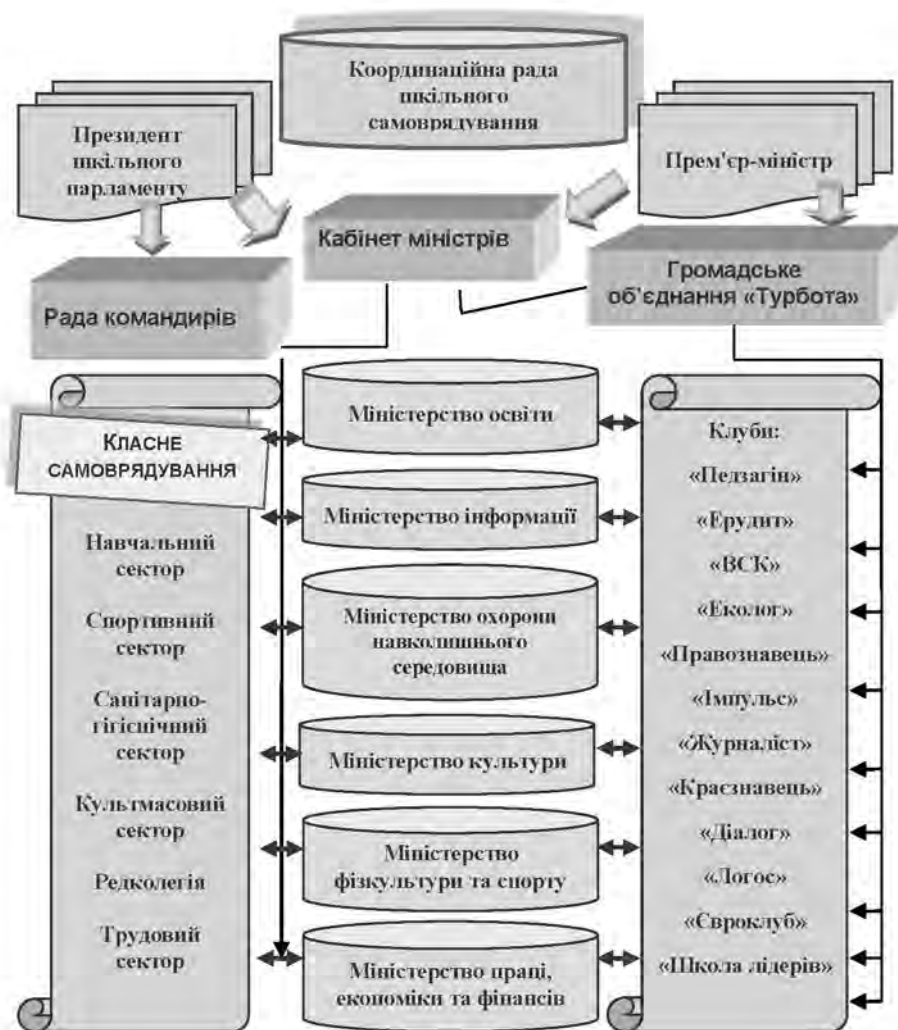 Координаційна рада
шкільного
самоврядування
Президент
шкільного
парламенту
Прем'єр-міністр
Кабінет міністрів
Рада командирів
Громадське
об'єднання «Турбота»
КЛАСНЕ
САМОВРЯДУВАННЯ
Навчальний
сектор
Спортивний
сектор
Санітарно-
гігієнічний
сектор
Культмасовий
сектор
Редколегія
Трудовий
сектор
Міністерство освіти
Міністерство інформації
Міністерство охорони
навколишнього
середовища
Міністерство культури
Міністерство
фізкультури та спорту
Міністерство праці,
економіки та фінансів
Клуби:
«Педзагін»
«Ерудит»
«ВСК»
«Еколог»
«Правознавець»
«Імпульс»
«Журналіст»
«Краєзнавець»
«Діалог»
«Логос»
«Євроклуб»
«Школа лідерів»